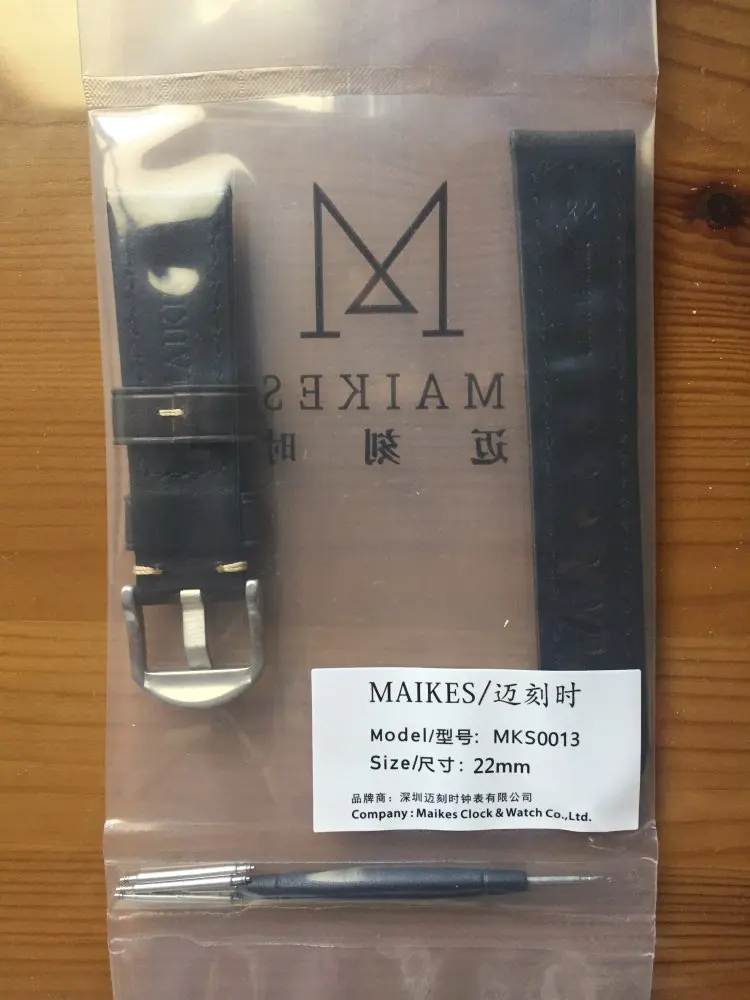 MAIKES
迈刻时
MAIKES/迈刻时
Model/型号: MKS0013
Size/尺寸: 22mm
品牌商: 深圳迈刻时钟表有限公司
Company: Maikes Clock & Watch Co.,Ltd.